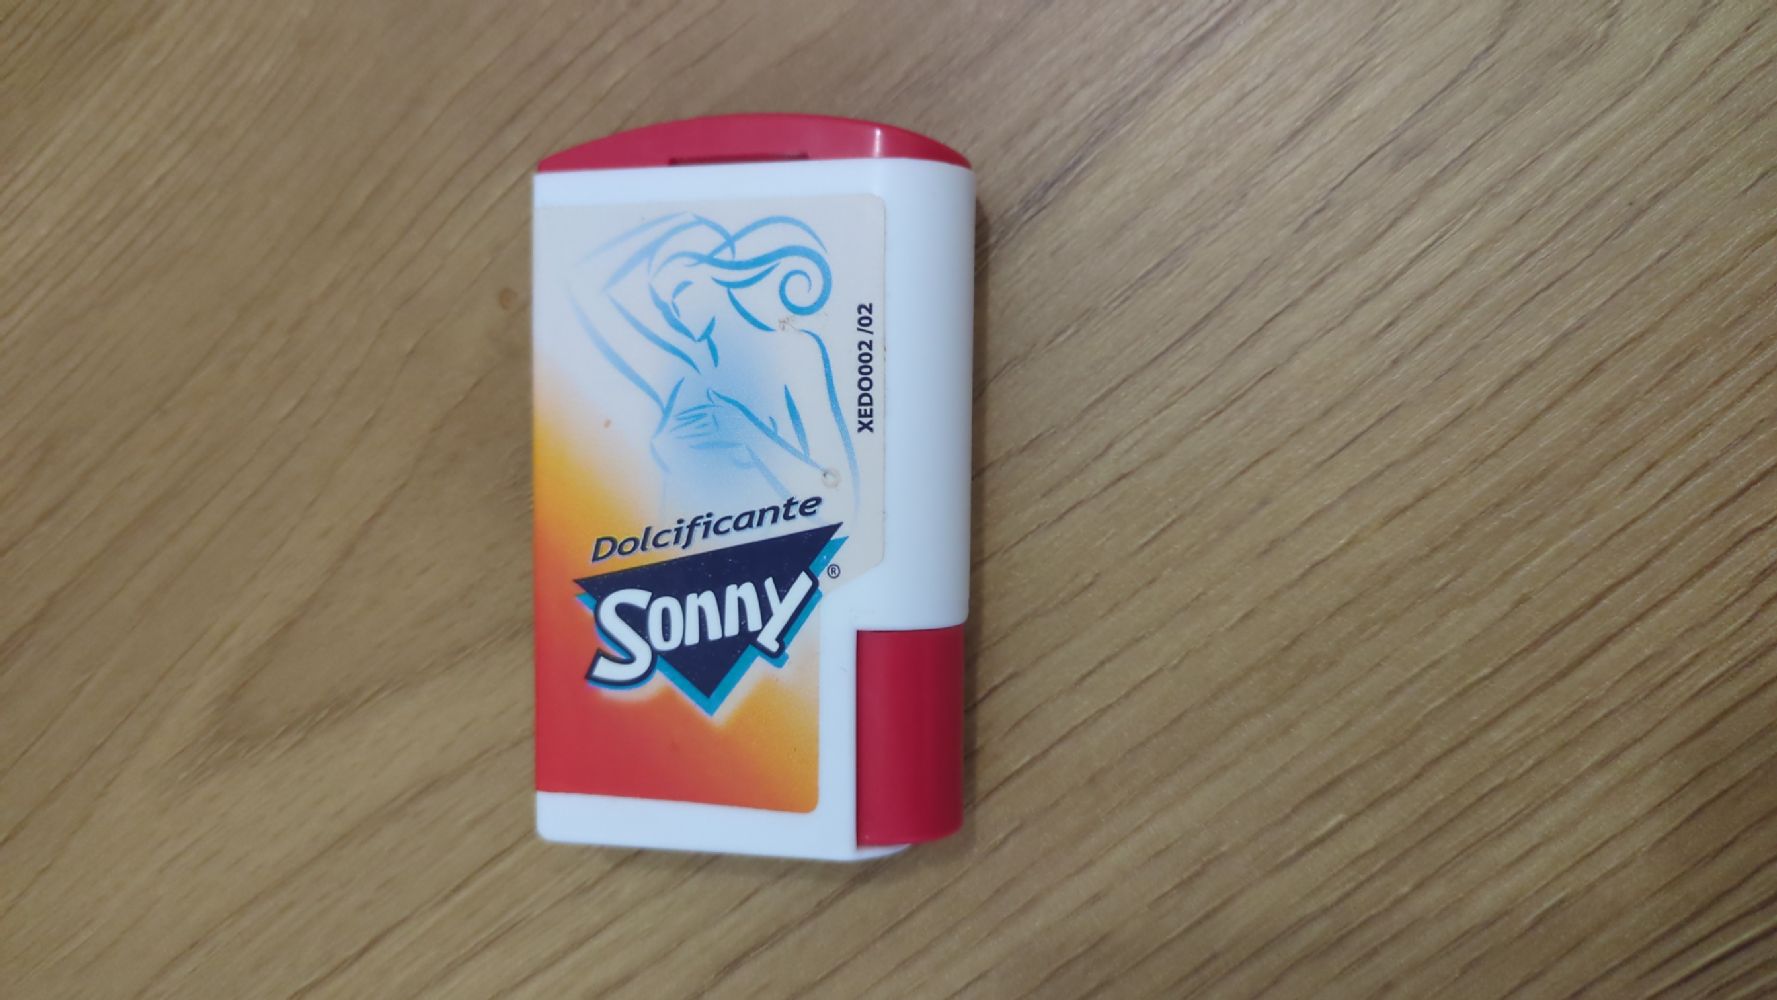 XEDO002 /02
Dolcificante
Sonny®